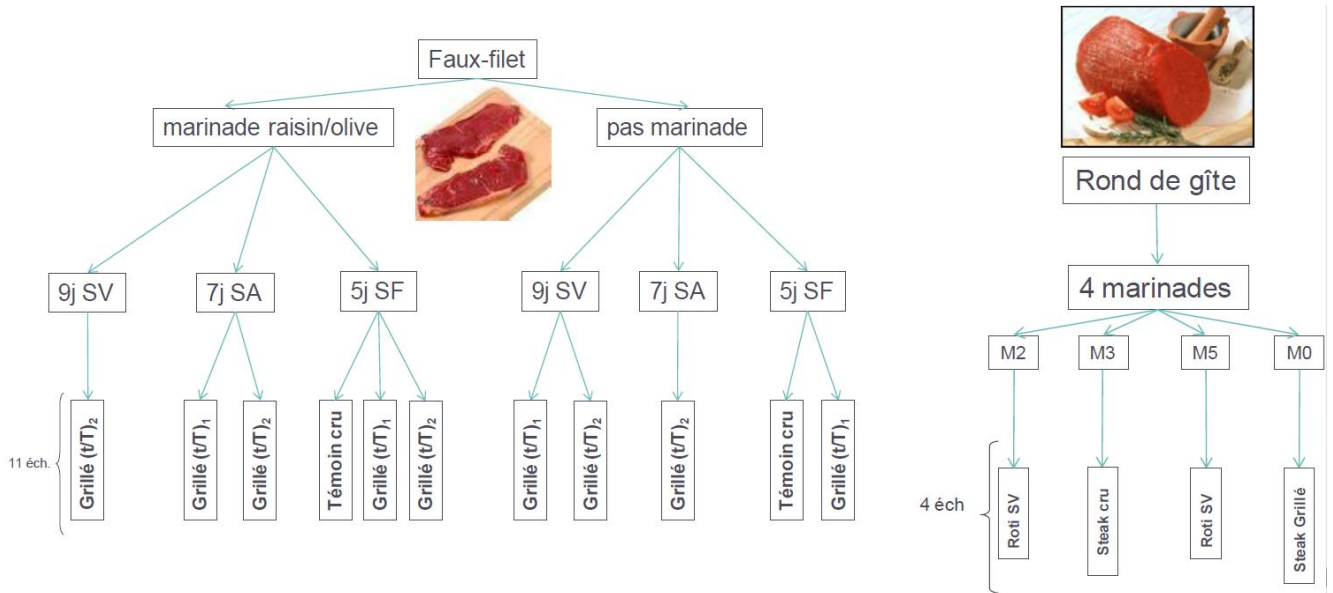 Faux-filet
marinade raisin/olive
pas marinade
9j SV
7j SA
5j SF
9j SV
7j SA
5j SF
11 éch.
Grillé (t/T)₂
Grillé (t/T)₁
Grillé (t/T)₂
Témoin cru
Grillé (t/T)₁
Grillé (t/T)₂
Grillé (t/T)₁
Grillé (t/T)₂
Grillé (t/T)₂
Témoin cru
Grillé (t/T)₁
Rond de gîte
4 marinades
M2
M3
M5
M0
4 éch
Roti SV
Steak cru
Roti SV
Steak Grillé